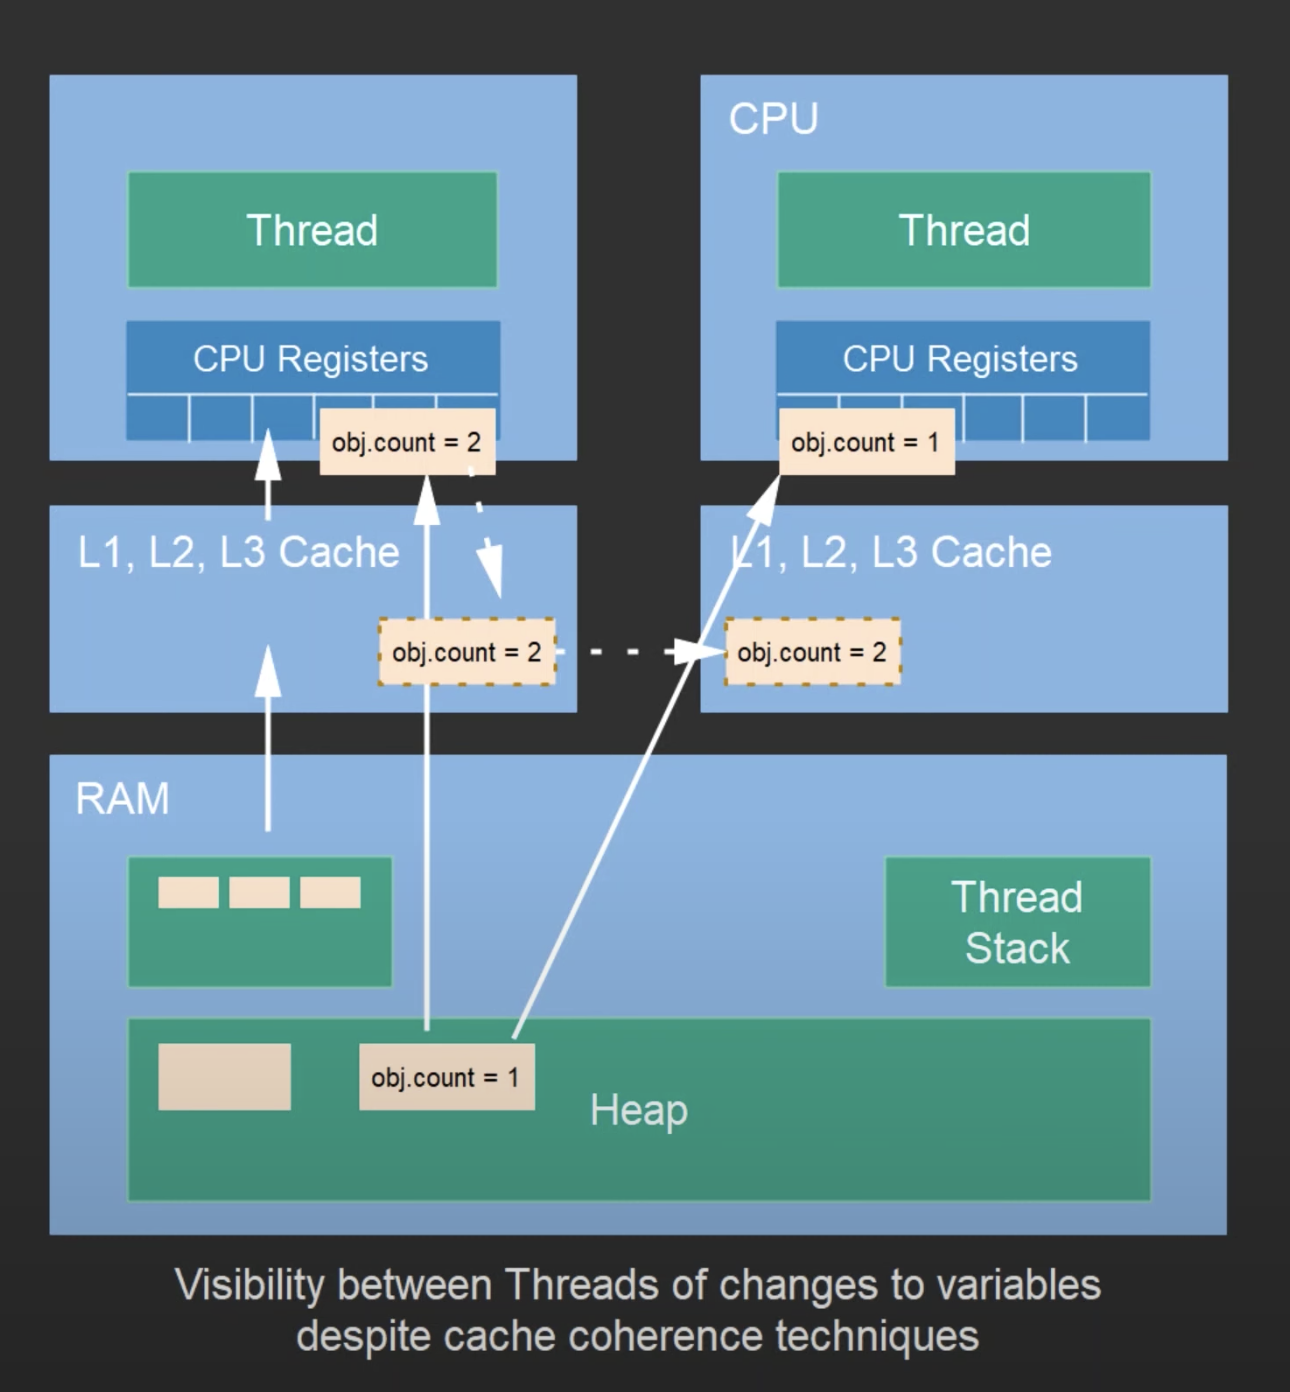 CPU
Thread
Thread
CPU Registers
CPU Registers
obj.count = 2
obj.count = 1
L1, L2, L3 Cache
L1, L2, L3 Cache
obj.count = 2
obj.count = 2
RAM
Thread
Stack
obj.count = 1
Heap
Visibility between Threads of changes to variables
despite cache coherence techniques